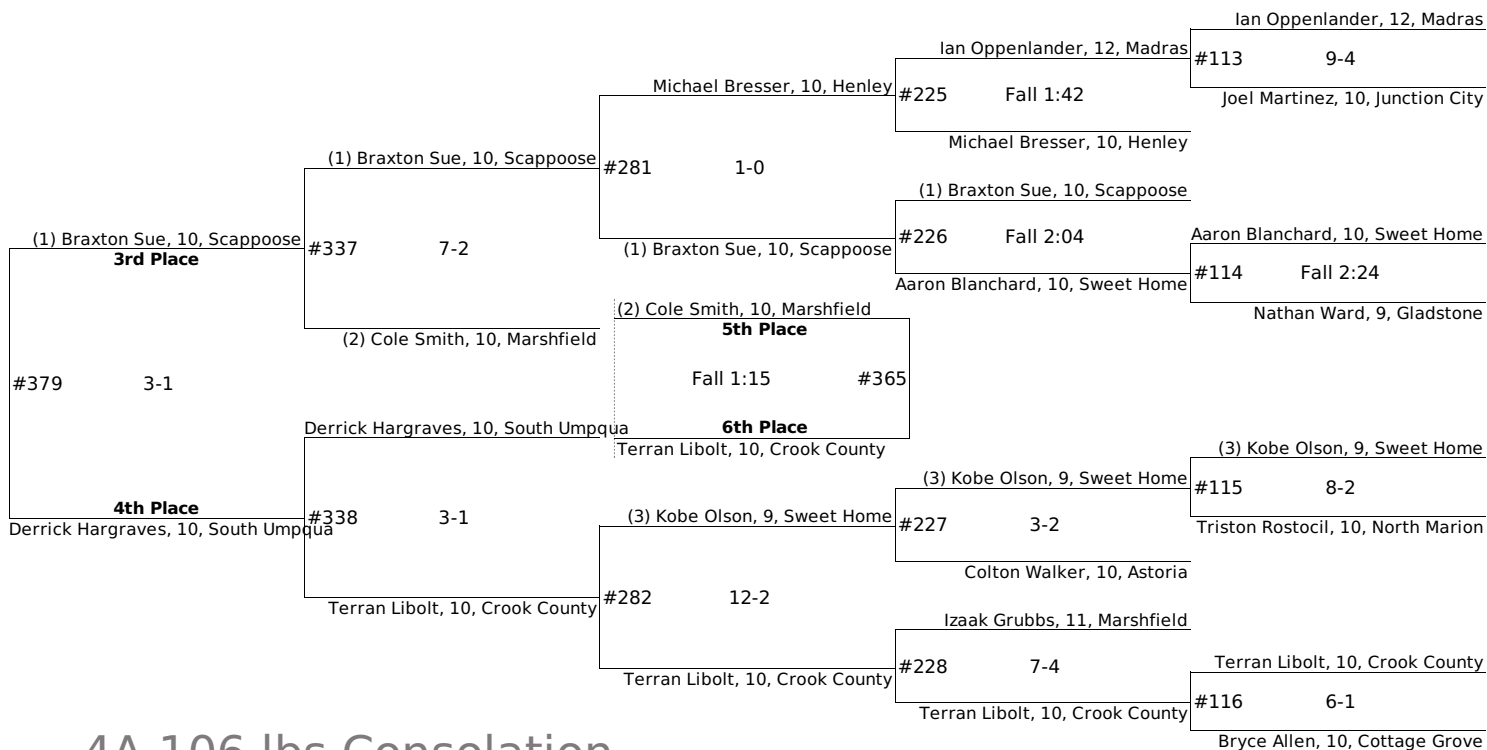 Ian Oppenlander, 12, Madras
#113 9-4
Joel Martinez, 10, Junction City
Ian Oppenlander, 12, Madras
#225 Fall 1:42
Michael Bresser, 10, Henley
Michael Bresser, 10, Henley
#281 1-0
(1) Braxton Sue, 10, Scappoose
(1) Braxton Sue, 10, Scappoose
#226 Fall 2:04
Aaron Blanchard, 10, Sweet Home
Aaron Blanchard, 10, Sweet Home
#114 Fall 2:24
Nathan Ward, 9, Gladstone
(1) Braxton Sue, 10, Scappoose
#337 7-2
(2) Cole Smith, 10, Marshfield
(1) Braxton Sue, 10, Scappoose
3rd Place
#379 3-1
4th Place
Derrick Hargraves, 10, South Umpqua
(2) Cole Smith, 10, Marshfield
5th Place
Fall 1:15 #365
6th Place
Terran Libolt, 10, Crook County
Derrick Hargraves, 10, South Umpqua
#338 3-1
Terran Libolt, 10, Crook County
(3) Kobe Olson, 9, Sweet Home
#282 12-2
Terran Libolt, 10, Crook County
(3) Kobe Olson, 9, Sweet Home
#227 3-2
Colton Walker, 10, Astoria
(3) Kobe Olson, 9, Sweet Home
#115 8-2
Triston Rostocil, 10, North Marion
Izaak Grubbs, 11, Marshfield
#228 7-4
Terran Libolt, 10, Crook County
Terran Libolt, 10, Crook County
#116 6-1
Bryce Allen, 10, Cottage Grove
4A 106 lbs Consolation